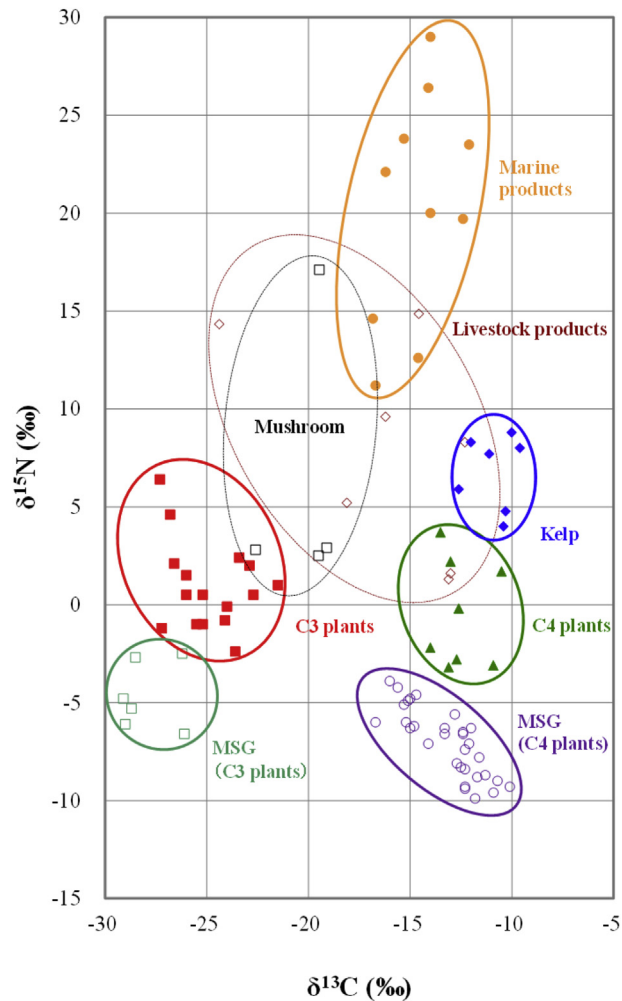 30
25
20
15
10
5
0
-5
-10
-15
-30
-25
-20
-15
-10
-5
δ¹⁵N (‰)
δ¹³C (‰)
Marine
products
Livestock products
Mushroom
Kelp
C3 plants
C4 plants
MSG
(C3 plants)
MSG
(C4 plants)